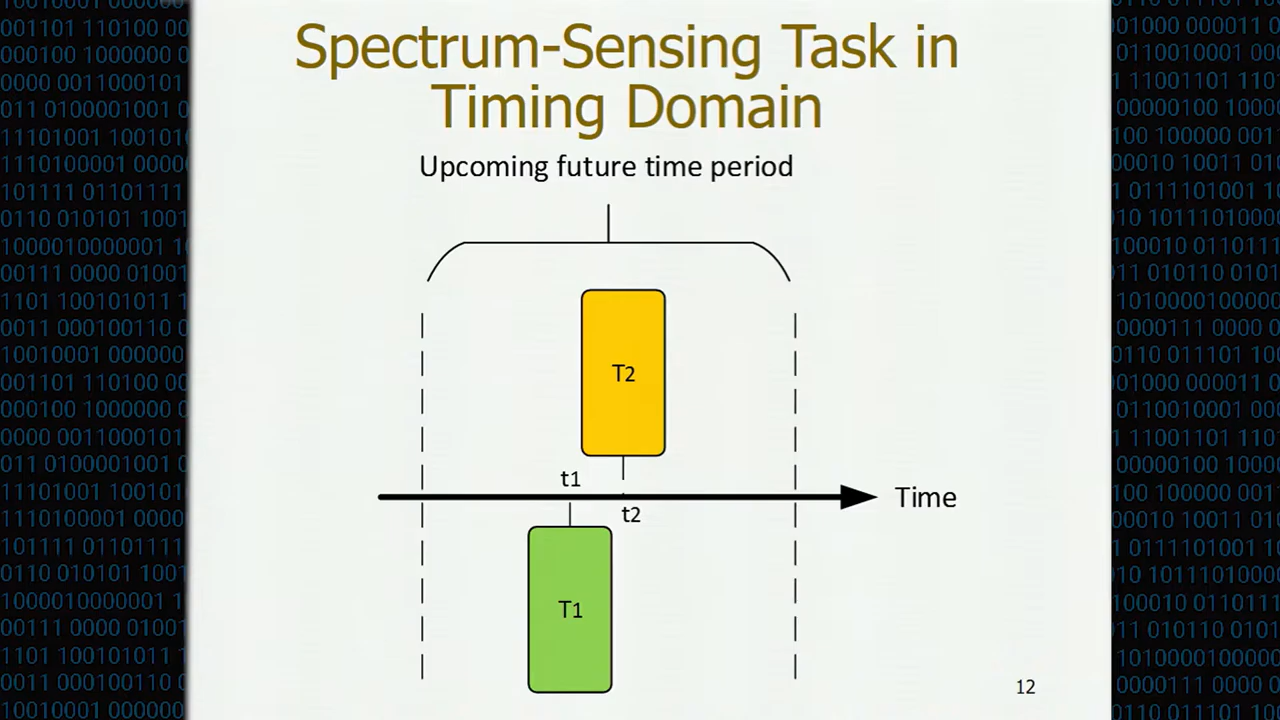 Spectrum-Sensing Task in
Timing Domain
Upcoming future time period
T2
t1
Time
t2
T1
12